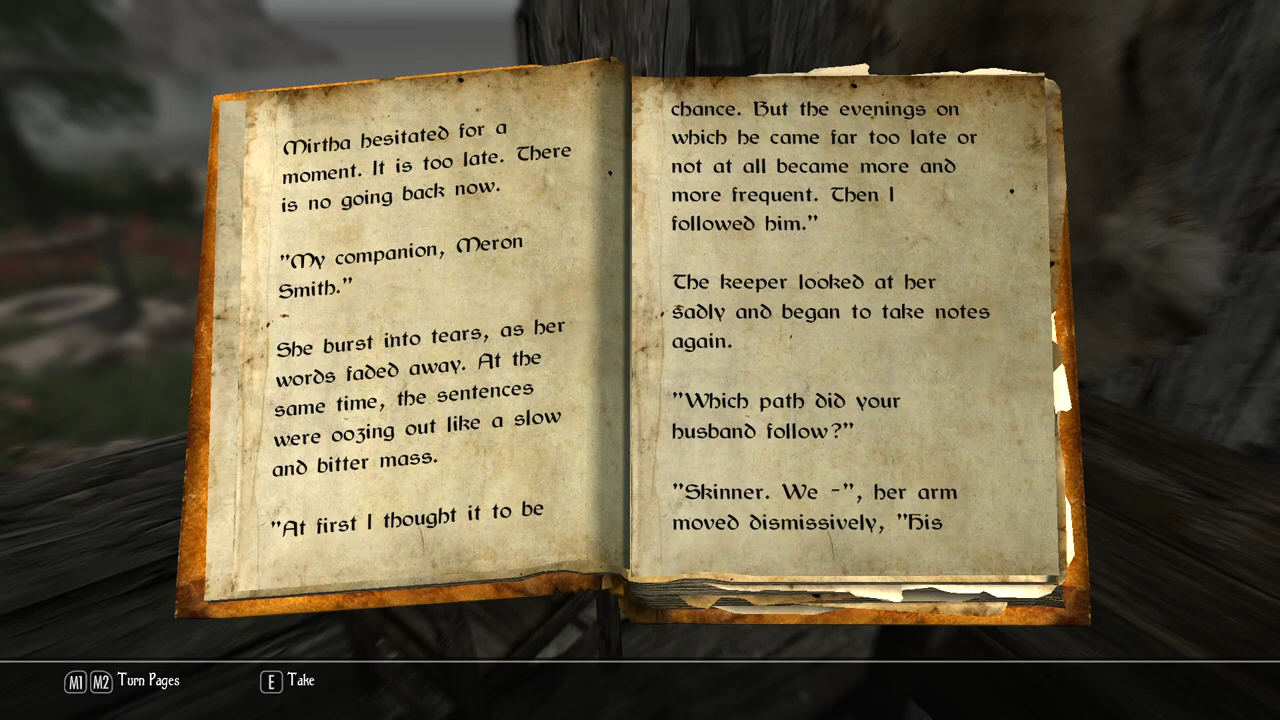 Mirtha hesitated for a
moment. It is too late. There
is no going back now.
"My companion, Meron
Smith."
She burst into tears, as her
words faded away. At the
same time, the sentences
were oozing out like a slow
and bitter mass.
"At first I thought it to be
chance. But the evenings on
which he came far too late or
not at all became more and
more frequent. Then I
followed him."
The keeper looked at her
sadly and began to take notes
again.
"Which path did your
husband follow?"
"Skinner. We -", her arm
moved dismissively, "His
M1 M2 Turn Pages
E Take